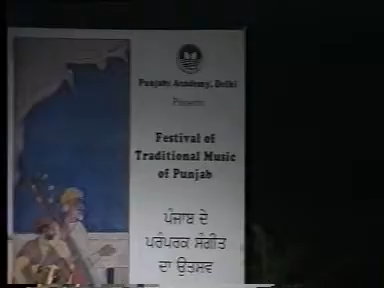 Punjabi Academy, Delhi
Presents
Festival of
Traditional Music
of Punjab
ਪੰਜਾਬ ਦੇ
ਪਰੰਪਰਕ ਸੰਗੀਤ
ਦਾ ਉਤਸਵ